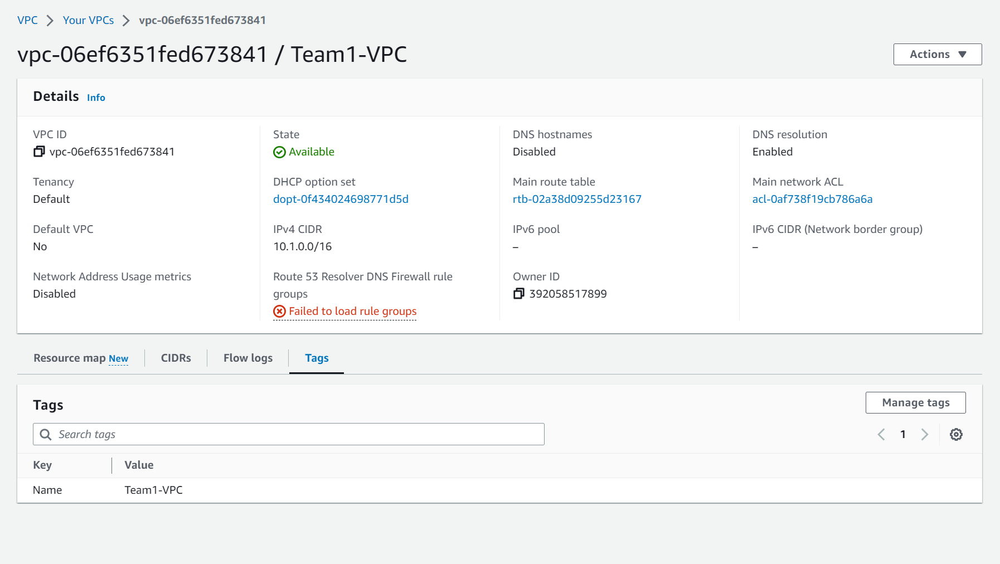 VPC
Your VPCs
vpc-06ef6351fed673841
vpc-06ef6351fed673841 / Team1-VPC
Actions
Details Info
VPC ID
vpc-06ef6351fed673841
State
Available
DNS hostnames
Disabled
DNS resolution
Enabled
Tenancy
Default
DHCP option set
dopt-0f434024698771d5d
Main route table
rtb-02a38d09255d23167
Main network ACL
acl-0af738f19cb786a6a
Default VPC
No
IPv4 CIDR
10.1.0.0/16
IPv6 pool
–
IPv6 CIDR (Network border group)
–
Network Address Usage metrics
Disabled
Route 53 Resolver DNS Firewall rule
groups
Failed to load rule groups
Owner ID
392058517899
Resource map New
CIDRs
Flow logs
Tags
Tags
Manage tags
Search tags
1
Key Value
Name Team1-VPC